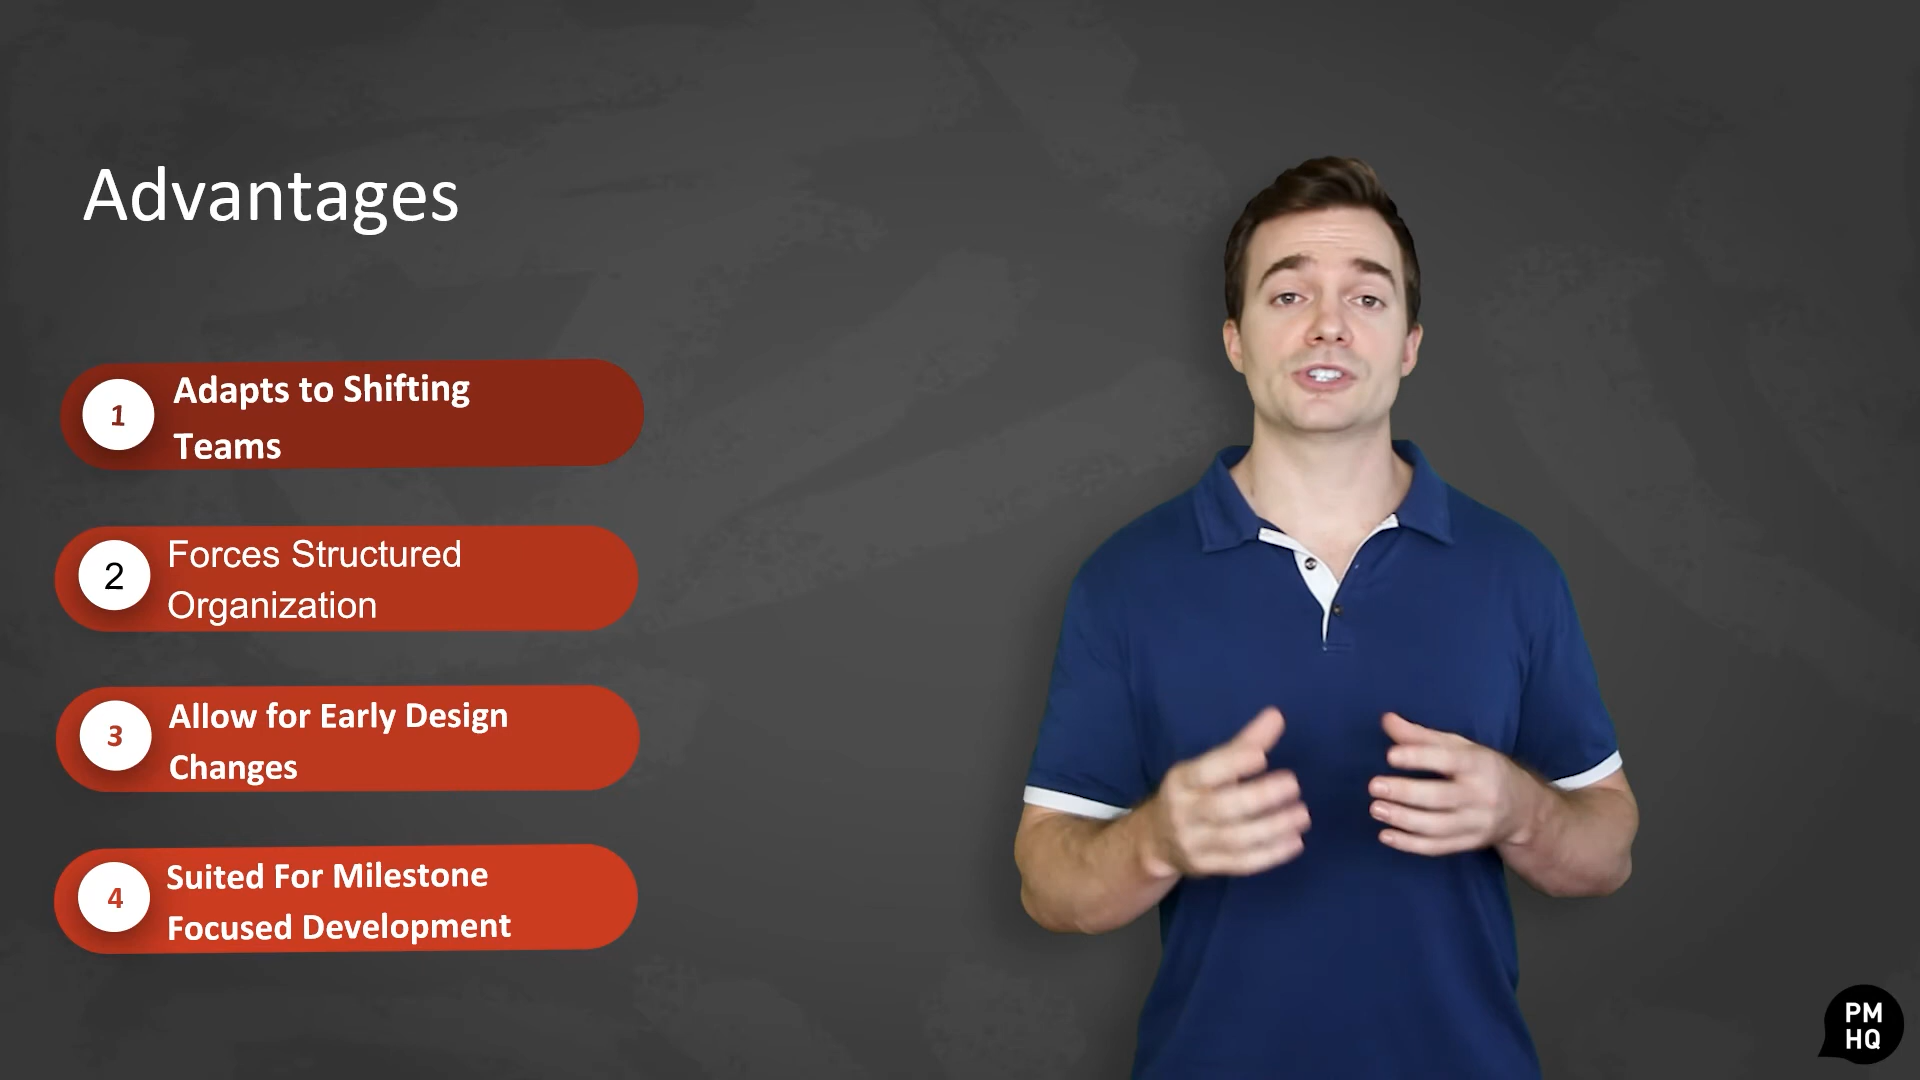 Advantages
1
Adapts to Shifting
Teams
2
Forces Structured
Organization
3
Allow for Early Design
Changes
4
Suited For Milestone
Focused Development
PM
HQ